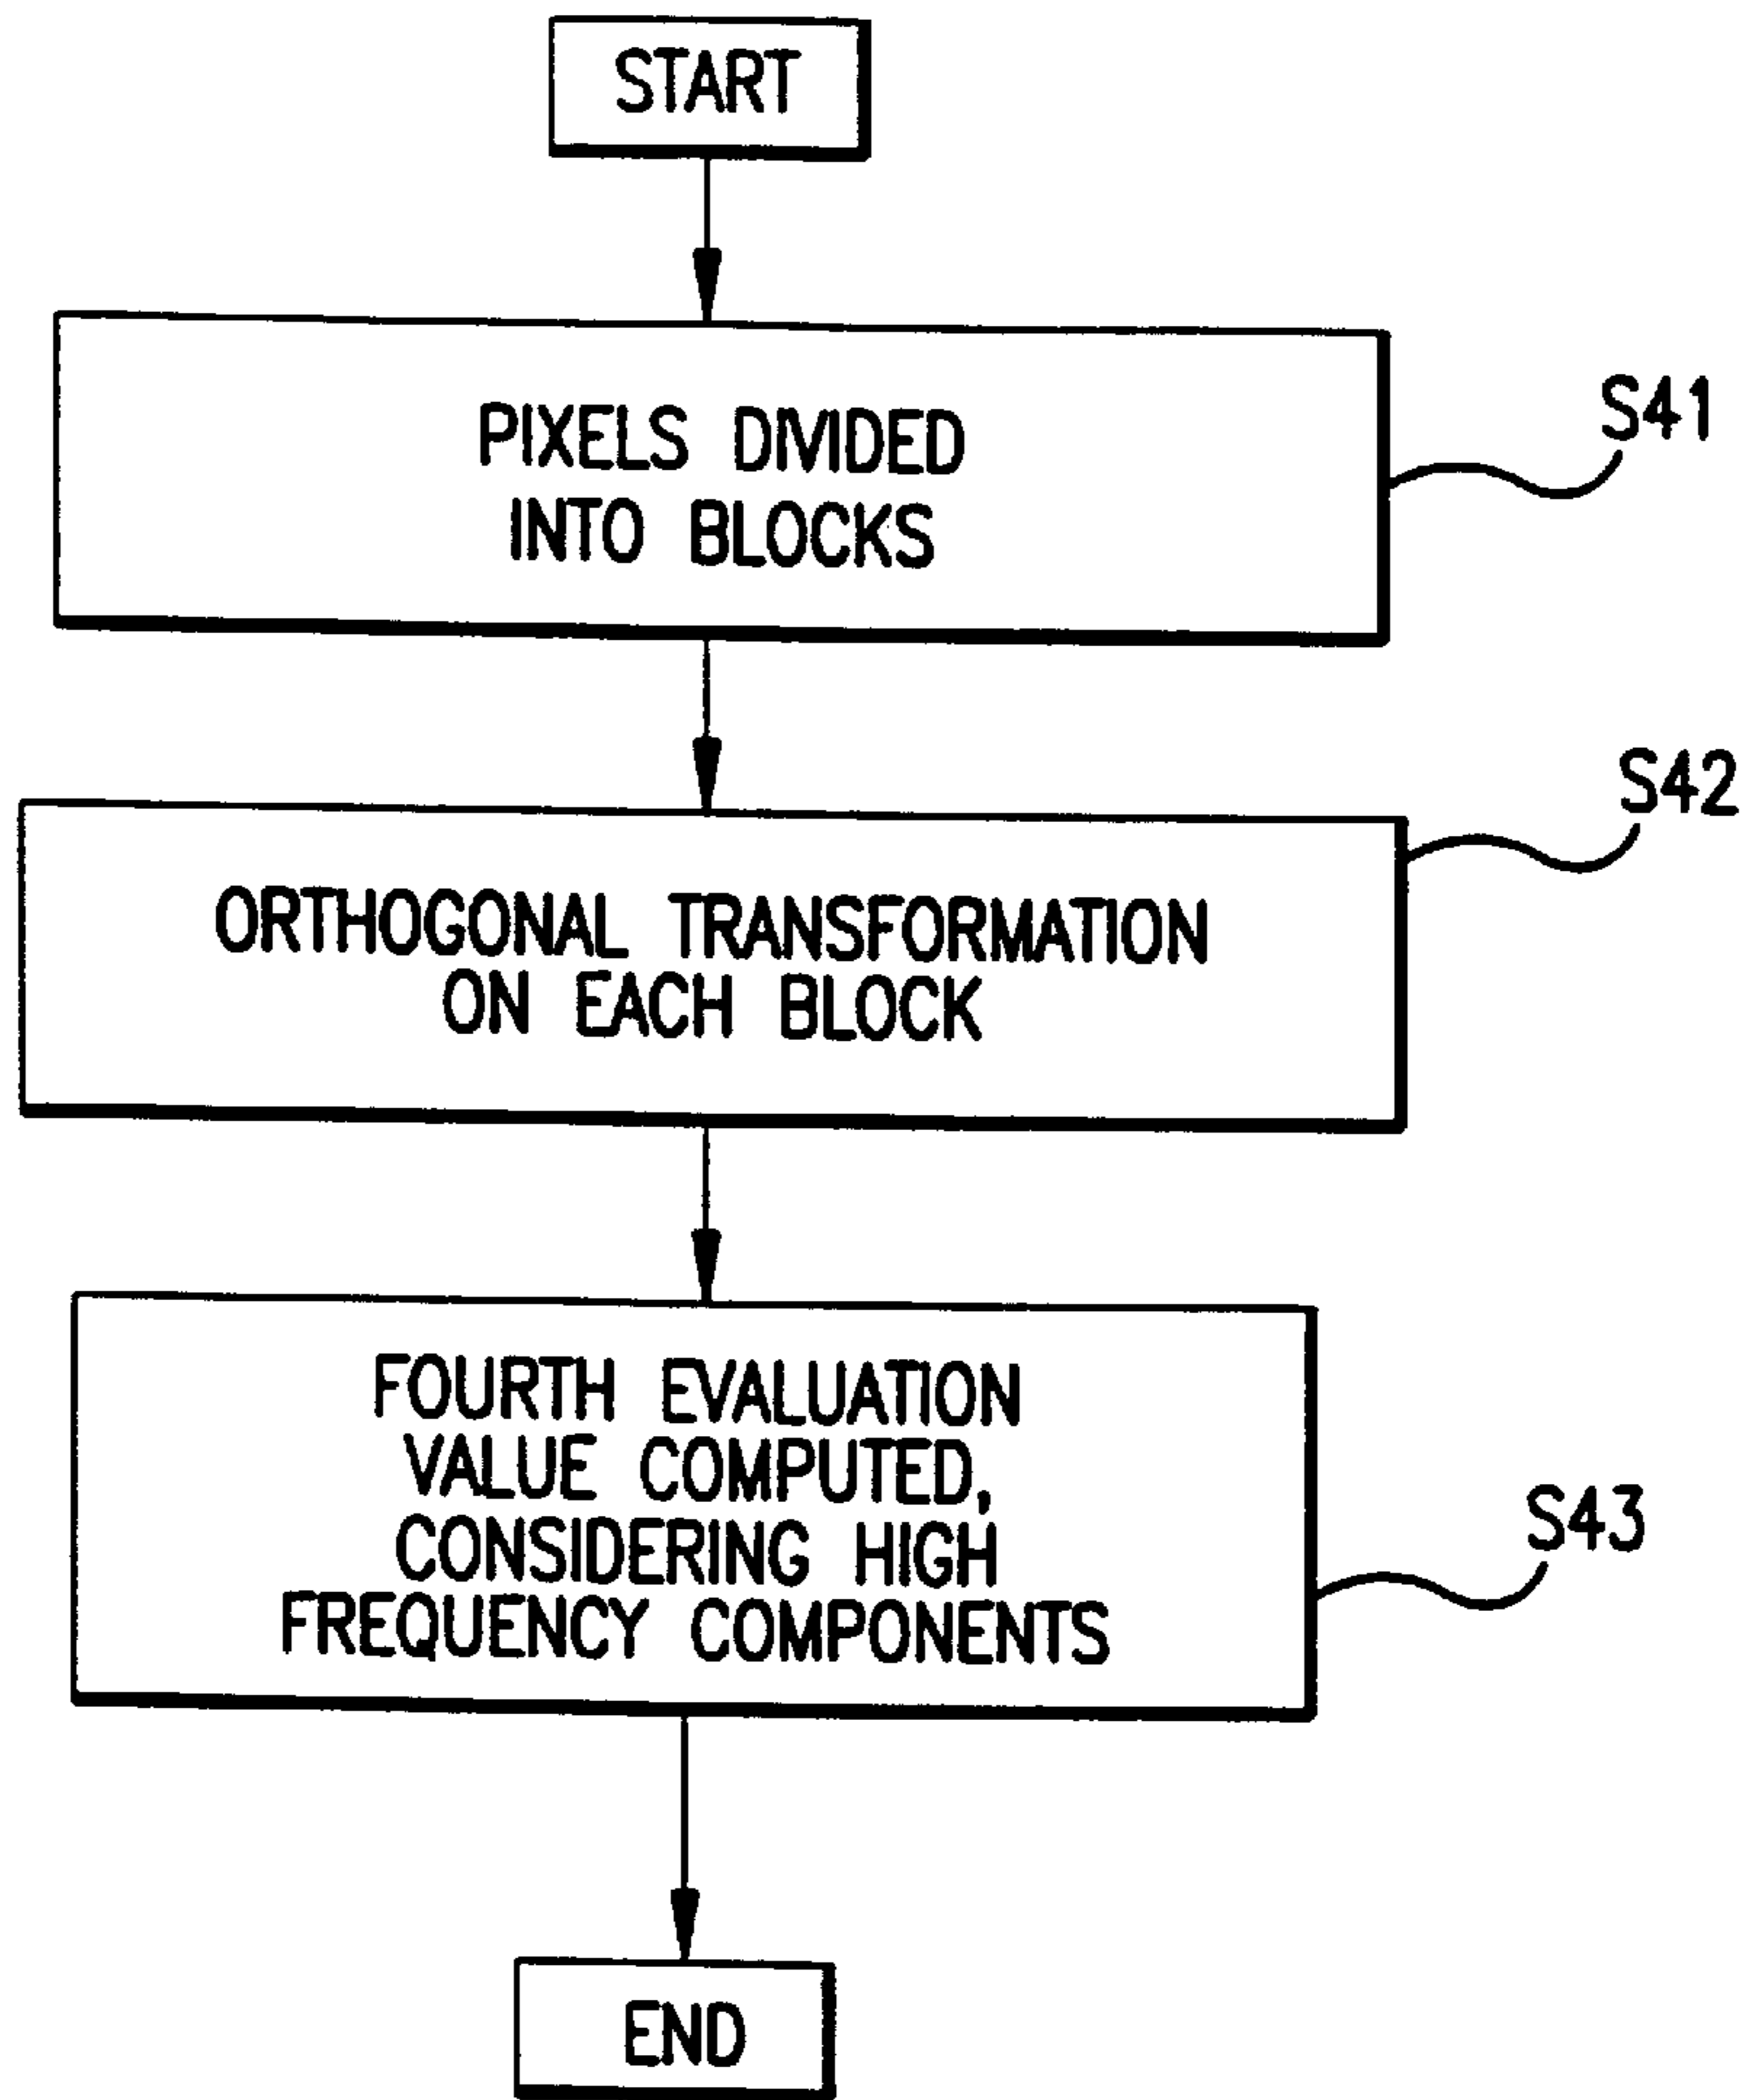 START
PIXELS DIVIDED
INTO BLOCKS
S41
S42
ORTHOGONAL TRANSFORMATION
ON EACH BLOCK
FOURTH EVALUATION
VALUE COMPUTED,
CONSIDERING HIGH
FREQUENCY COMPONENTS
S43
END